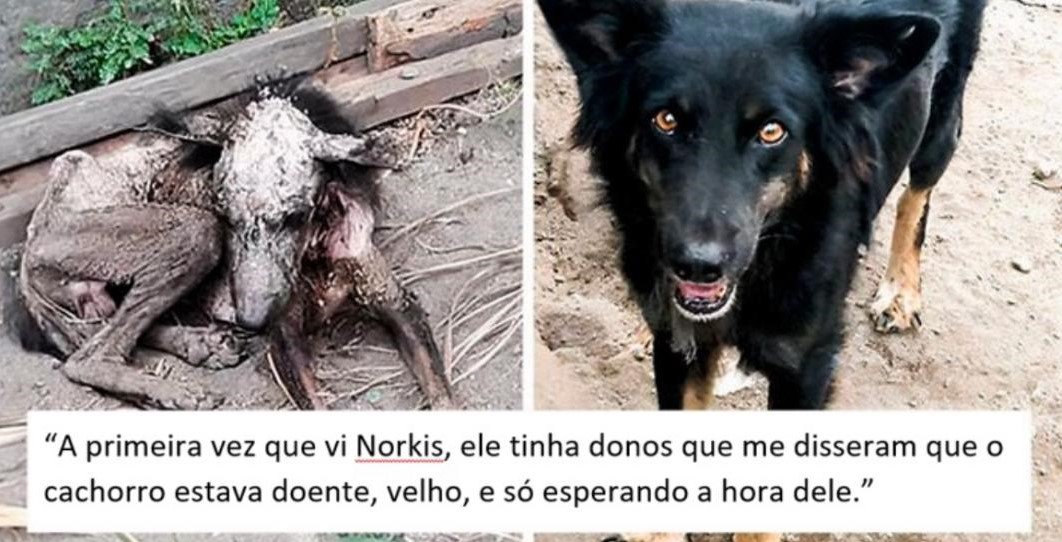 “A primeira vez que vi Norkis, ele tinha donos que me disseram que o
cachorro estava doente, velho, e só esperando a hora dele.”